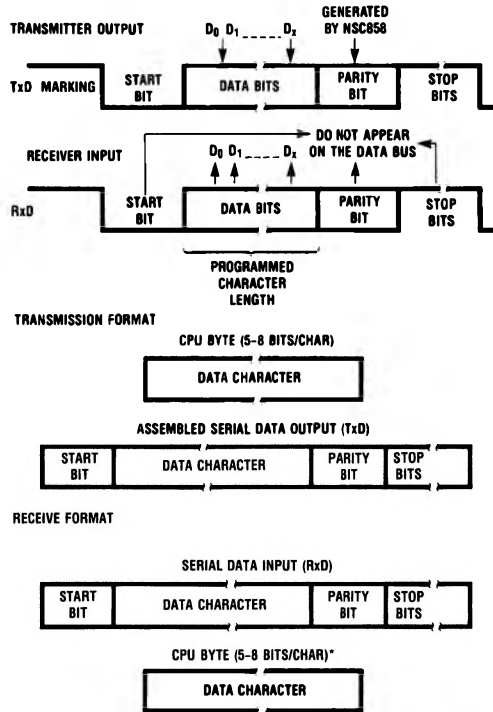 TRANSMITTER OUTPUT
D0 D1 ----- Dx
GENERATED
BY NSC858
TxD MARKING
START
BIT
DATA BITS
PARITY
BIT
STOP
BITS
RECEIVER INPUT
D0 D1 ----- Dx
DO NOT APPEAR
ON THE DATA BUS
RxD
START
BIT
DATA BITS
PARITY
BIT
STOP
BITS
PROGRAMMED
CHARACTER
LENGTH
TRANSMISSION FORMAT
CPU BYTE (5-8 BITS/CHAR)
DATA CHARACTER
ASSEMBLED SERIAL DATA OUTPUT (TxD)
START
BIT
DATA CHARACTER
PARITY
BIT
STOP
BITS
RECEIVE FORMAT
SERIAL DATA INPUT (RxD)
START
BIT
DATA CHARACTER
PARITY
BIT
STOP
BITS
CPU BYTE (5-8 BITS/CHAR)*
DATA CHARACTER